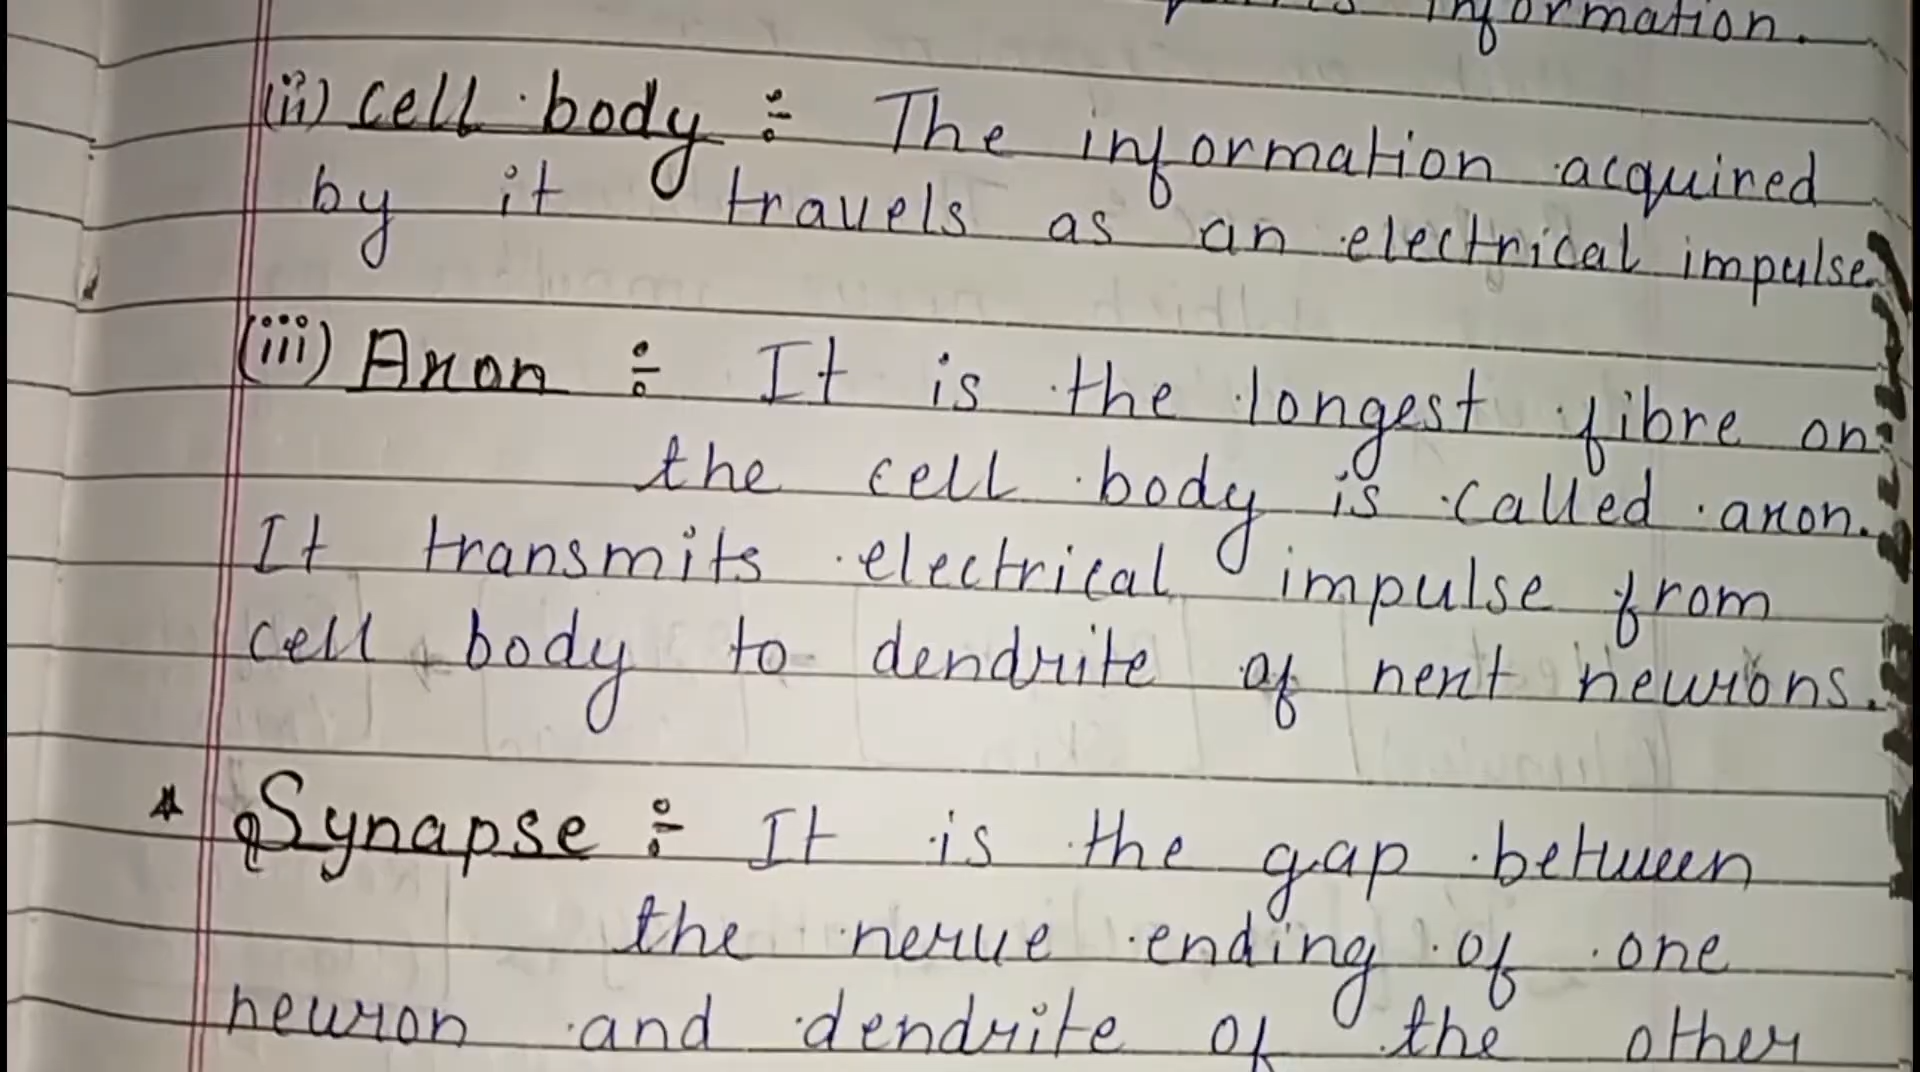 information.
(ii) cell body ÷ The information acquired
by it travels as an electrical impulse.
(iii) Axon ÷ It is the longest fibre on
the cell body is called axon.
It transmits electrical impulse from
cell body to dendrite of next neurons.
* Synapse ÷ It is the gap between
the nerve ending of one
neuron and dendrite of the other